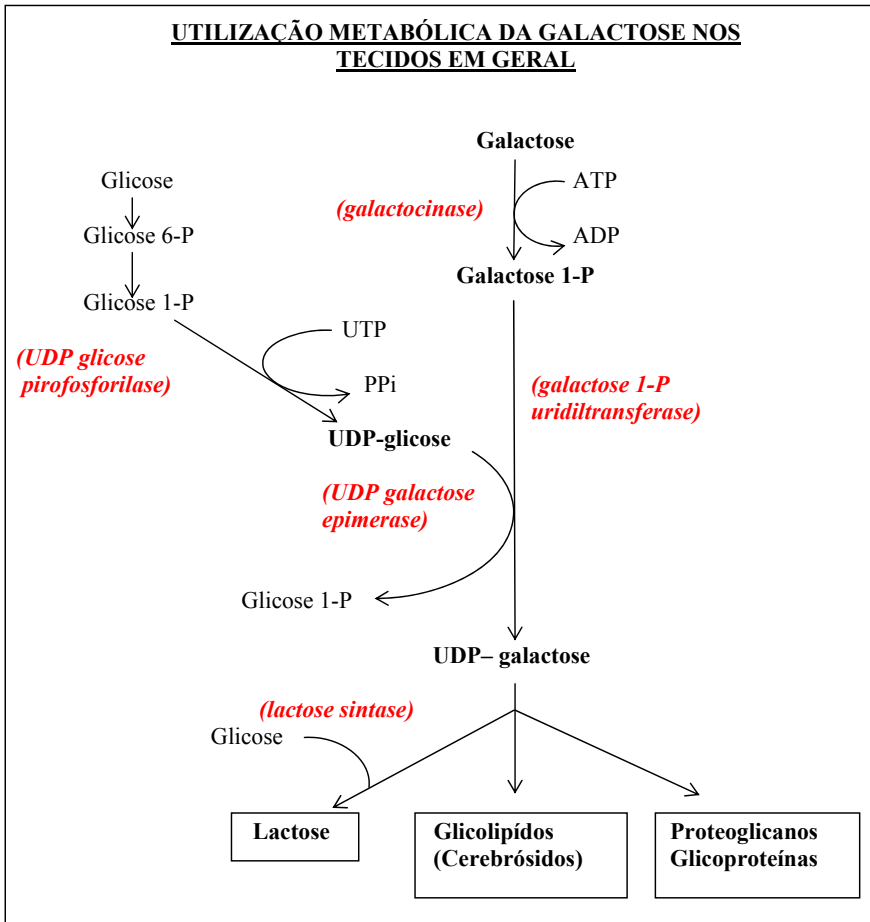 UTILIZAÇÃO METABÓLICA DA GALACTOSE NOS
TECIDOS EM GERAL
Galactose
Glicose
ATP
(galactocinase)
Glicose 6-P
ADP
Galactose 1-P
Glicose 1-P
UTP
(UDP glicose
pirofosforilase)
PPi
(galactose 1-P
uridiltransferase)
UDP-glicose
(UDP galactose
epimerase)
Glicose 1-P
UDP– galactose
(lactose sintase)
Glicose
Lactose
Glicolipídos
(Cerebrósidos)
Proteoglicanos
Glicoproteínas